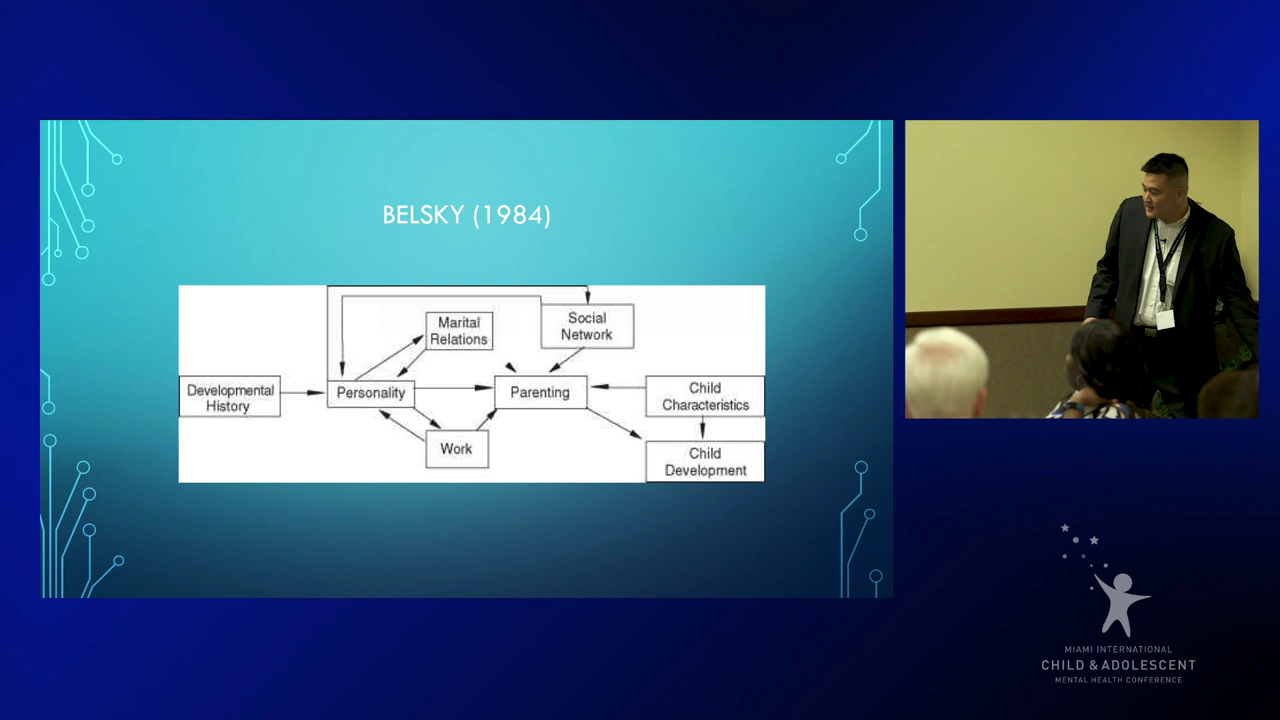 BELSKY (1984)
Marital
Relations
Social
Network
Developmental
History
Personality
Parenting
Child
Characteristics
Work
Child
Development
MIAMI INTERNATIONAL
CHILD & ADOLESCENT
MENTAL HEALTH CONFERENCE